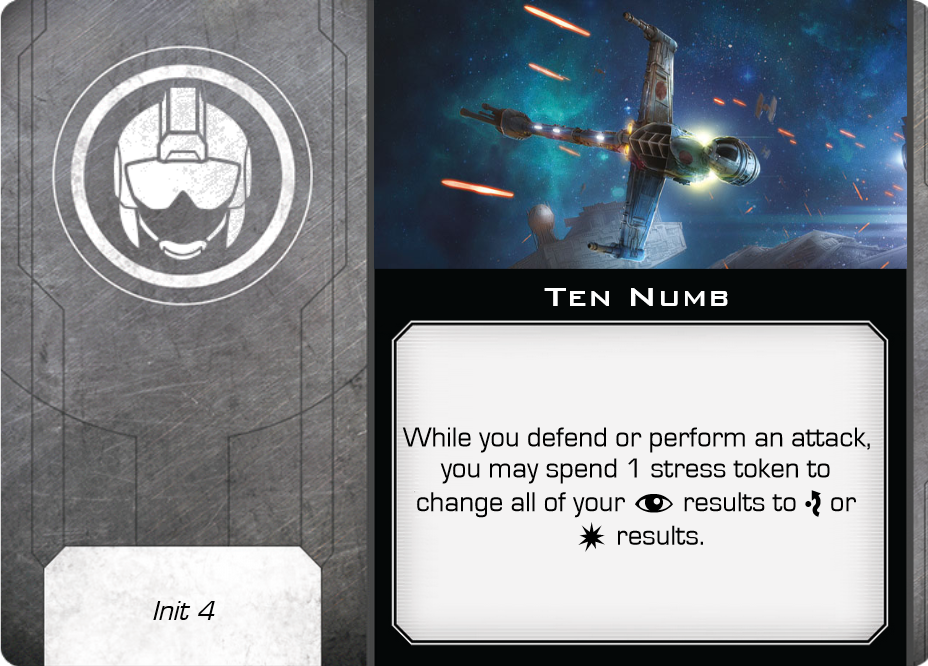 Ten Numb
While you defend or perform an attack,
you may spend 1 stress token to
change all of your results to or
results.
Init 4